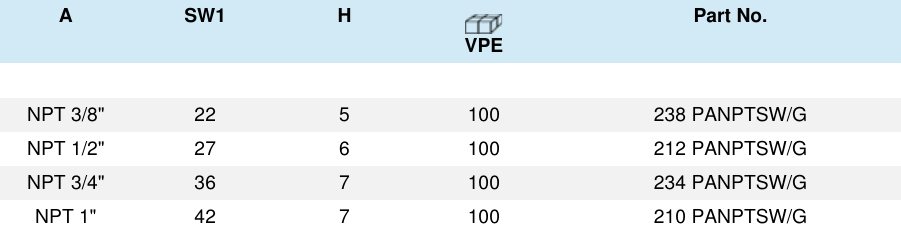 A SW1 H VPE Part No.
NPT 3/8" 22 5 100 238 PANPTSW/G
NPT 1/2" 27 6 100 212 PANPTSW/G
NPT 3/4" 36 7 100 234 PANPTSW/G
NPT 1" 42 7 100 210 PANPTSW/G